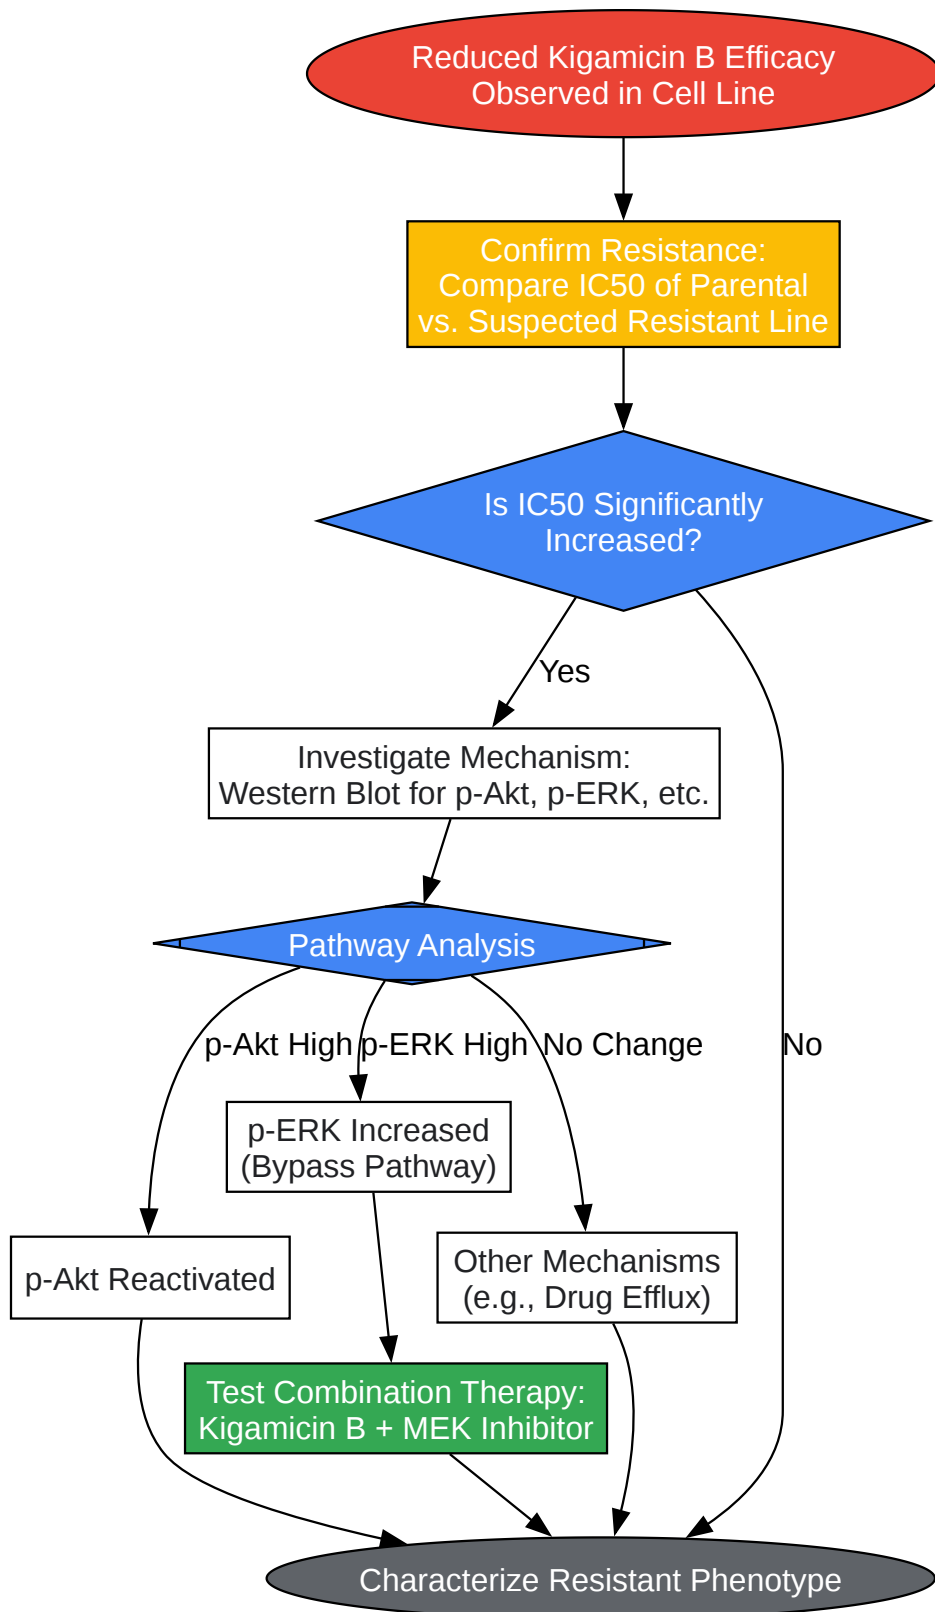 Reduced Kigamicin B Efficacy
Observed in Cell Line
Confirm Resistance:
Compare IC50 of Parental
vs. Suspected Resistant Line
Is IC50 Significantly
Increased?
Yes
Investigate Mechanism:
Western Blot for p-Akt, p-ERK, etc.
Pathway Analysis
p-Akt High
p-ERK High
No Change
No
p-ERK Increased
(Bypass Pathway)
p-Akt Reactivated
Other Mechanisms
(e.g., Drug Efflux)
Test Combination Therapy:
Kigamicin B + MEK Inhibitor
Characterize Resistant Phenotype